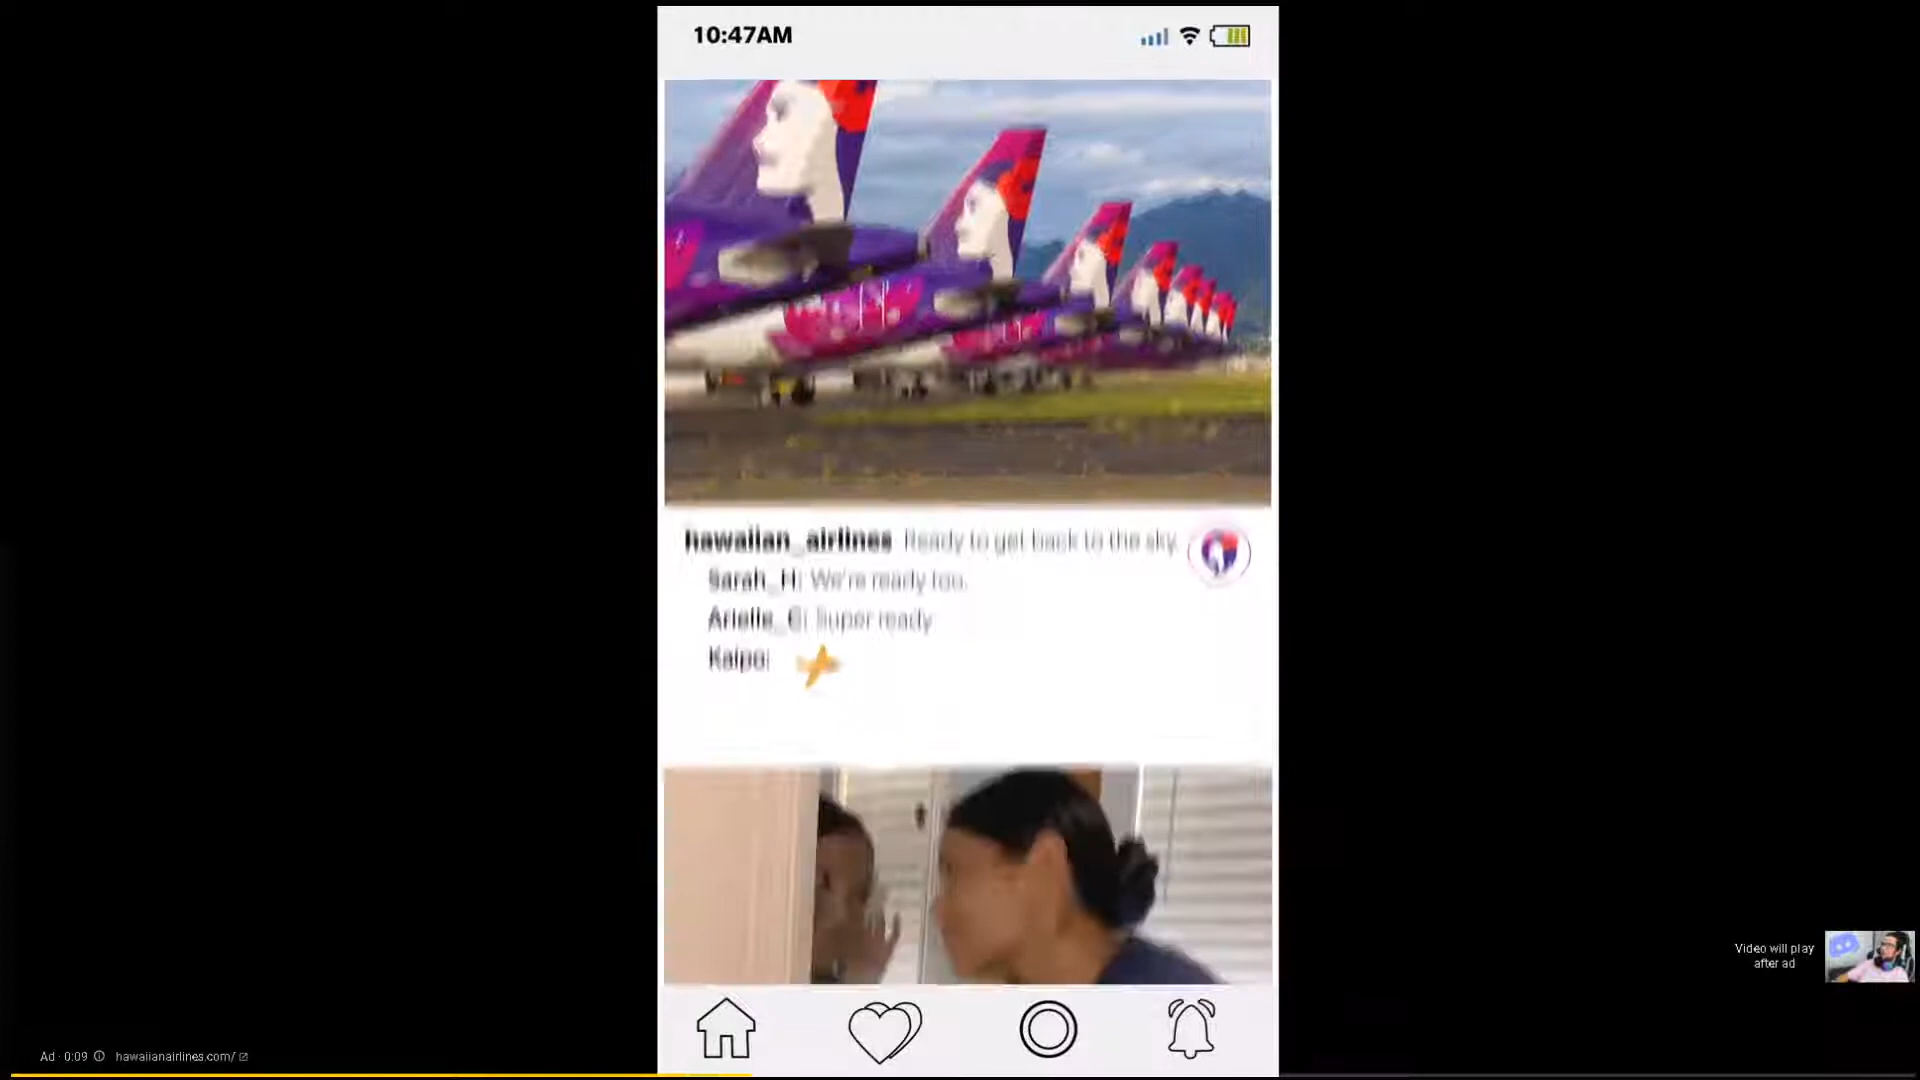 10:47AM
hawaiian_airlines Ready to get back to the sky.
Sarah_H: We're ready too.
Arielle_C: Super ready
Kaipo:
Video will play
after ad
Ad · 0:09 hawaiianairlines.com/